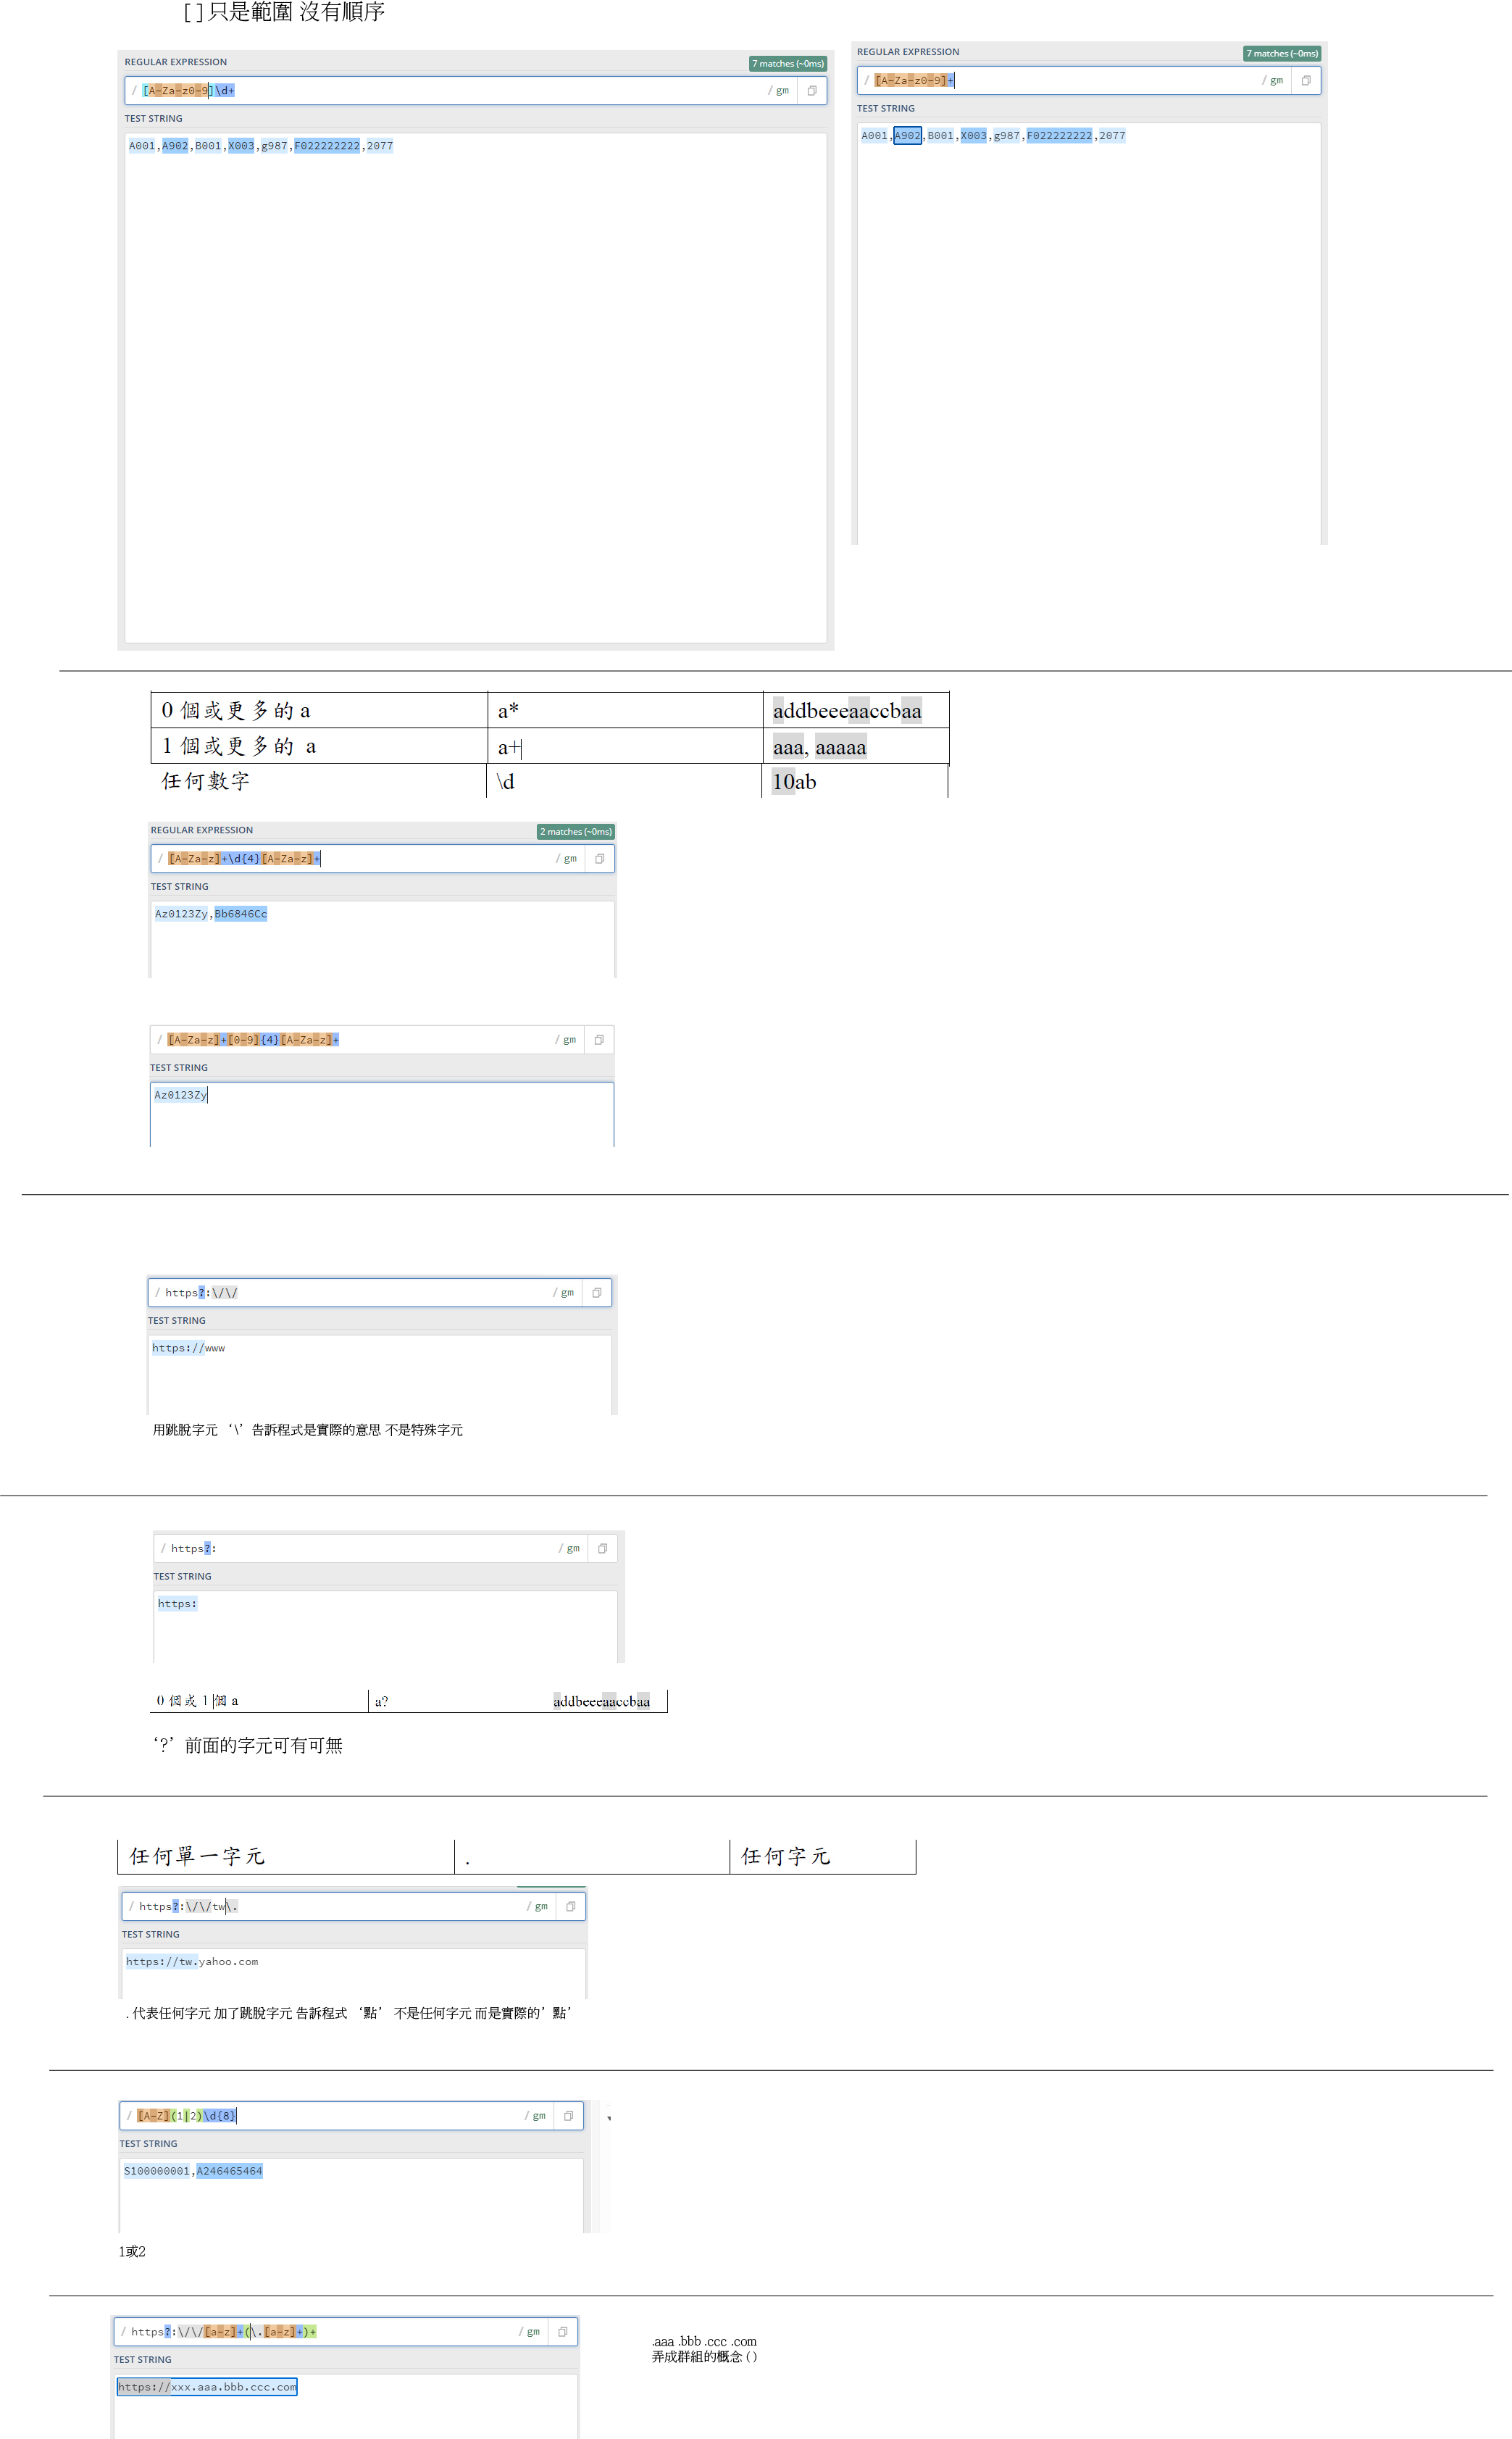 [ ] 只是範圍 沒有順序
REGULAR EXPRESSION
7 matches (~0ms)
/ [A-Za-z0-9]\d+ / gm
TEST STRING
A001,A902,B001,X003,g987,F022222222,2077
REGULAR EXPRESSION
7 matches (~0ms)
/ [A-Za-z0-9]+ / gm
TEST STRING
A001,A902,B001,X003,g987,F022222222,2077
0 個或更多的 a a* addbeeeaaccbaa
1 個或更多的 a a+ aaa, aaaaa
任何數字 \d 10ab
REGULAR EXPRESSION
2 matches (~0ms)
/ [A-Za-z]+\d{4}[A-Za-z]+ / gm
TEST STRING
Az0123Zy,Bb6846Cc
/ [A-Za-z]+[0-9]{4}[A-Za-z]+ / gm
TEST STRING
Az0123Zy
/ https?:\/\/ / gm
TEST STRING
https://www
用跳脫字元 ‘\’ 告訴程式是實際的意思 不是特殊字元
/ https?: / gm
TEST STRING
https:
0 個或 1 個 a a? addbeeeaaccbaa
‘?’ 前面的字元可有可無
任何單一字元 . 任何字元
/ https?:\/\/tw\. / gm
TEST STRING
https://tw.yahoo.com
. 代表任何字元 加了跳脫字元 告訴程式 ‘點’ 不是任何字元 而是實際的’點’
/ [A-Z](1|2)\d{8} / gm
TEST STRING
S100000001,A246465464
1或2
/ https?:\/\/[a-z]+(\.[a-z]+)+ / gm
TEST STRING
https://xxx.aaa.bbb.ccc.com
.aaa .bbb .ccc .com
弄成群組的概念 ( )